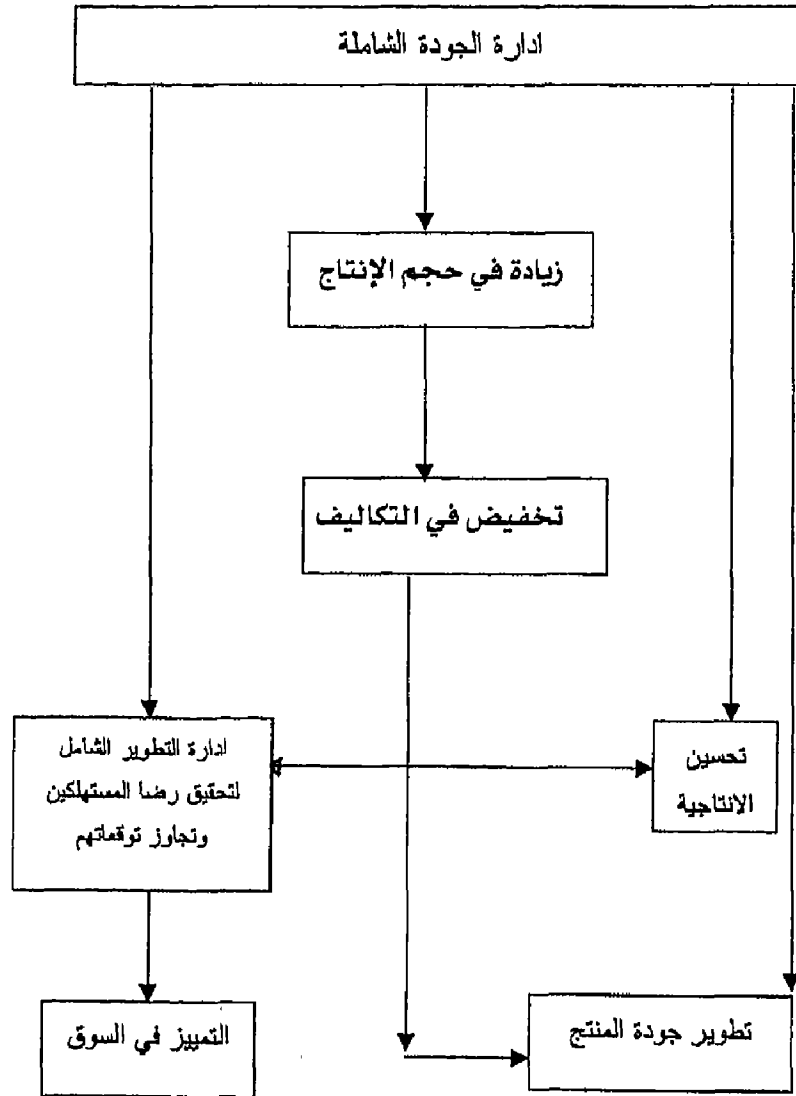 ادارة الجودة الشاملة
زيادة في حجم الإنتاج
تخفيض في التكاليف
ادارة التطوير الشامل
لتحقيق رضا المستهلكين
وتجاوز توقعاتهم
تحسين
الانتاجية
التمييز في السوق
تطوير جودة المنتج